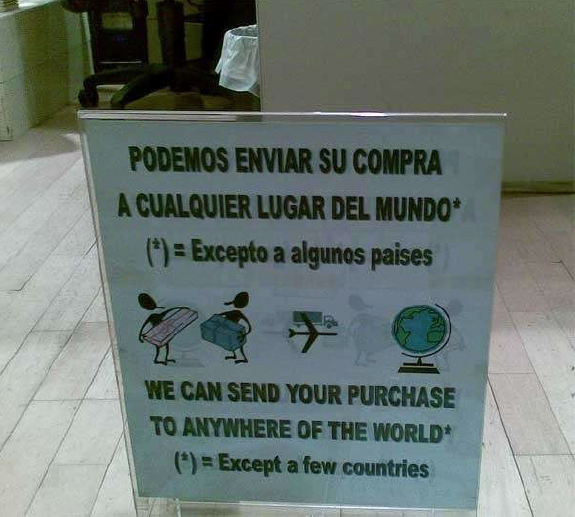 PODEMOS ENVIAR SU COMPRA
A CUALQUIER LUGAR DEL MUNDO*
(*) = Excepto a algunos paises
WE CAN SEND YOUR PURCHASE
TO ANYWHERE OF THE WORLD*
(*) = Except a few countries